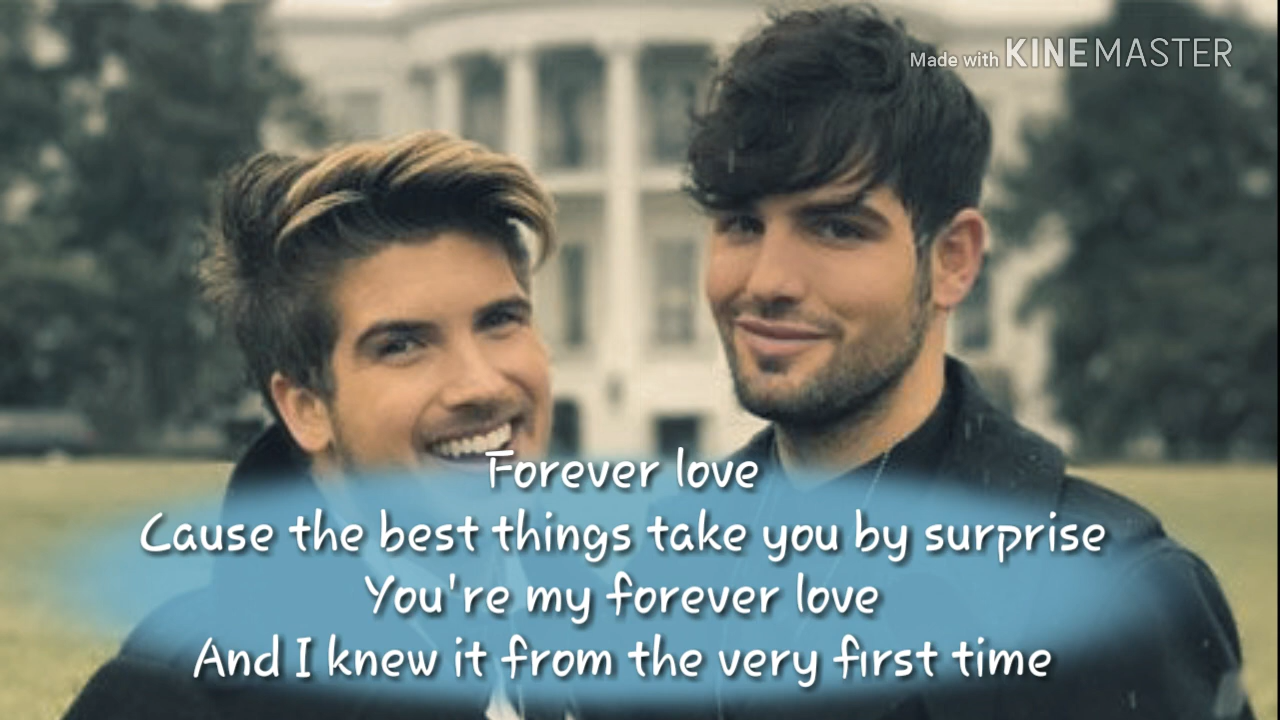 Made with KINEMASTER
Forever love
Cause the best things take you by surprise
You're my forever love
And I knew it from the very first time